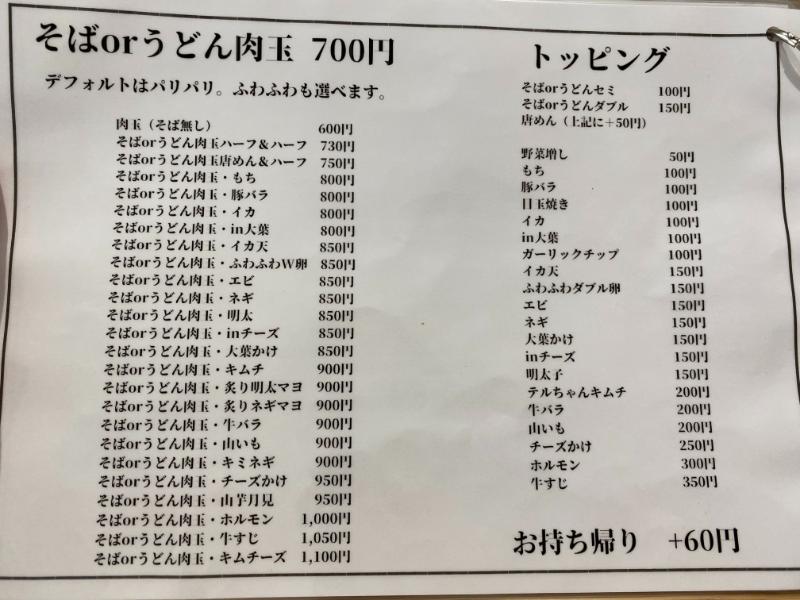 そばorうどん肉玉 700円
デフォルトはパリパリ。ふわふわも選べます。
肉玉（そば無し） 600円
そばorうどん肉玉ハーフ＆ハーフ 730円
そばorうどん肉玉唐めん＆ハーフ 750円
そばorうどん肉玉・もち 800円
そばorうどん肉玉・豚バラ 800円
そばorうどん肉玉・イカ 800円
そばorうどん肉玉・in大葉 800円
そばorうどん肉玉・イカ天 850円
そばorうどん肉玉・ふわふわW卵 850円
そばorうどん肉玉・エビ 850円
そばorうどん肉玉・ネギ 850円
そばorうどん肉玉・明太 850円
そばorうどん肉玉・inチーズ 850円
そばorうどん肉玉・大葉かけ 850円
そばorうどん肉玉・キムチ 900円
そばorうどん肉玉・炙り明太マヨ 900円
そばorうどん肉玉・炙りネギマヨ 900円
そばorうどん肉玉・牛バラ 900円
そばorうどん肉玉・山いも 900円
そばorうどん肉玉・キミネギ 900円
そばorうどん肉玉・チーズかけ 950円
そばorうどん肉玉・山芋月見 950円
そばorうどん肉玉・ホルモン 1,000円
そばorうどん肉玉・牛すじ 1,050円
そばorうどん肉玉・キムチーズ 1,100円
トッピング
そばorうどんセミ 100円
そばorうどんダブル 150円
唐めん（上記に＋50円）
野菜増し 50円
もち 100円
豚バラ 100円
目玉焼き 100円
イカ 100円
in大葉 100円
ガーリックチップ 100円
イカ天 150円
ふわふわダブル卵 150円
エビ 150円
ネギ 150円
大葉かけ 150円
inチーズ 150円
明太子 150円
テルちゃんキムチ 200円
牛バラ 200円
山いも 200円
チーズかけ 250円
ホルモン 300円
牛すじ 350円
お持ち帰り +60円